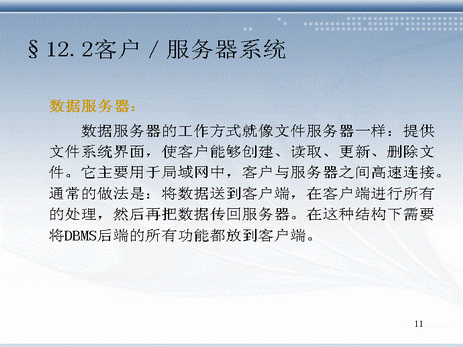 §12.2客户／服务器系统
数据服务器：
数据服务器的工作方式就像文件服务器一样：提供
文件系统界面，使客户能够创建、读取、更新、删除文
件。它主要用于局域网中，客户与服务器之间高速连接。
通常的做法是：将数据送到客户端，在客户端进行所有
的处理，然后再把数据传回服务器。在这种结构下需要
将DBMS后端的所有功能都放到客户端。
11